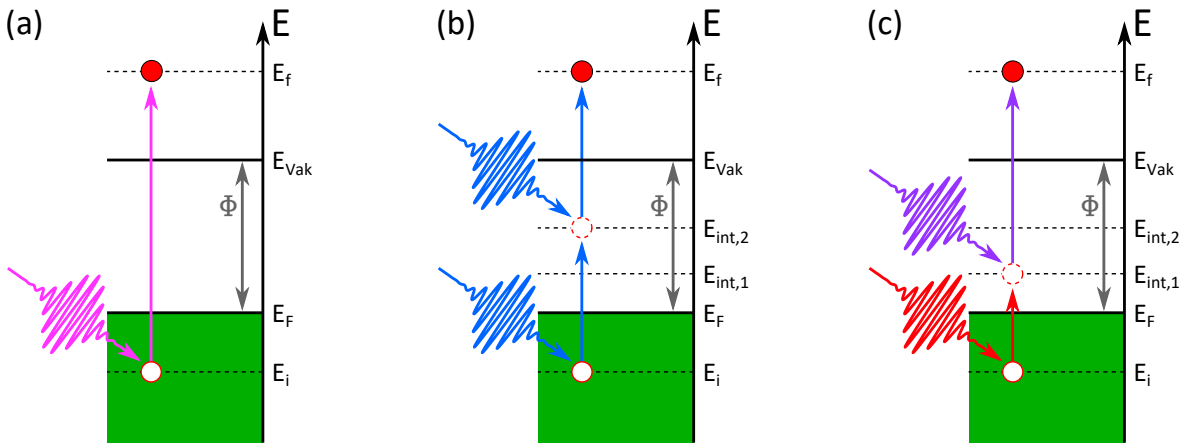 (a)
E
E_f
E_Vak
Φ
E_F
E_i
(b)
E
E_f
E_Vak
Φ
E_int,2
E_int,1
E_F
E_i
(c)
E
E_f
E_Vak
Φ
E_int,2
E_int,1
E_F
E_i